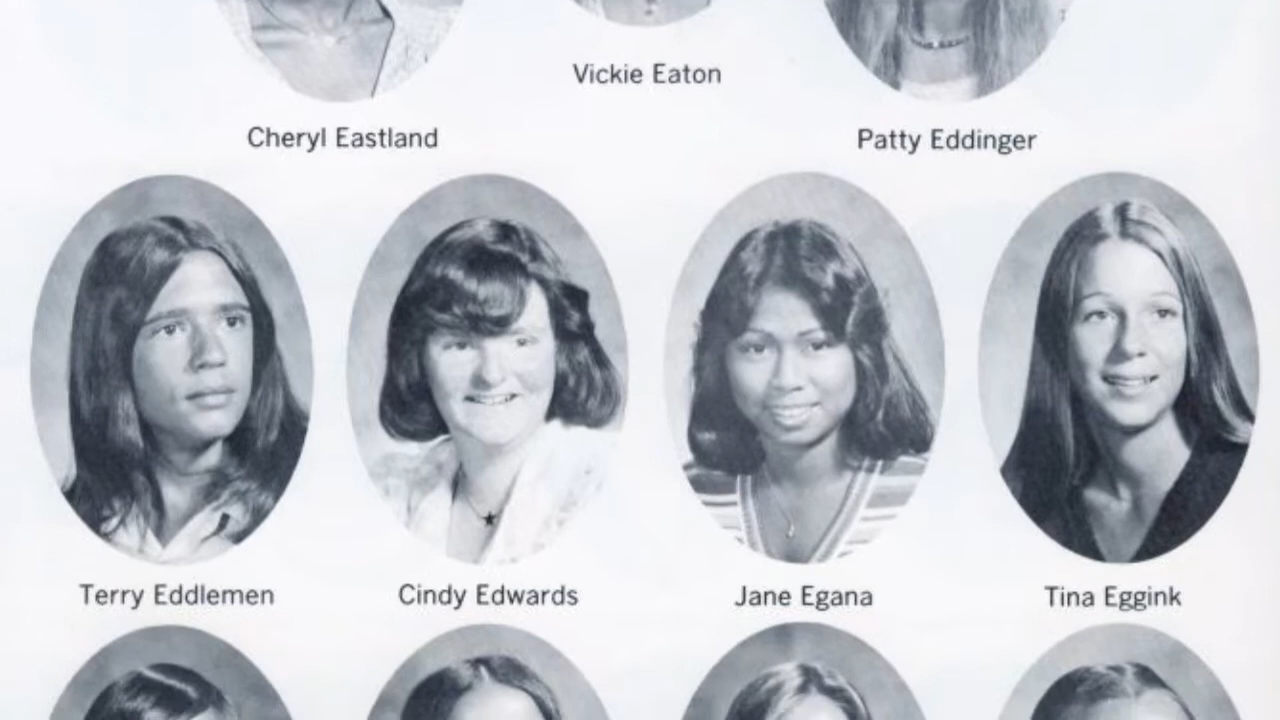 Vickie Eaton
Cheryl Eastland
Patty Eddinger
Terry Eddlemen
Cindy Edwards
Jane Egana
Tina Eggink